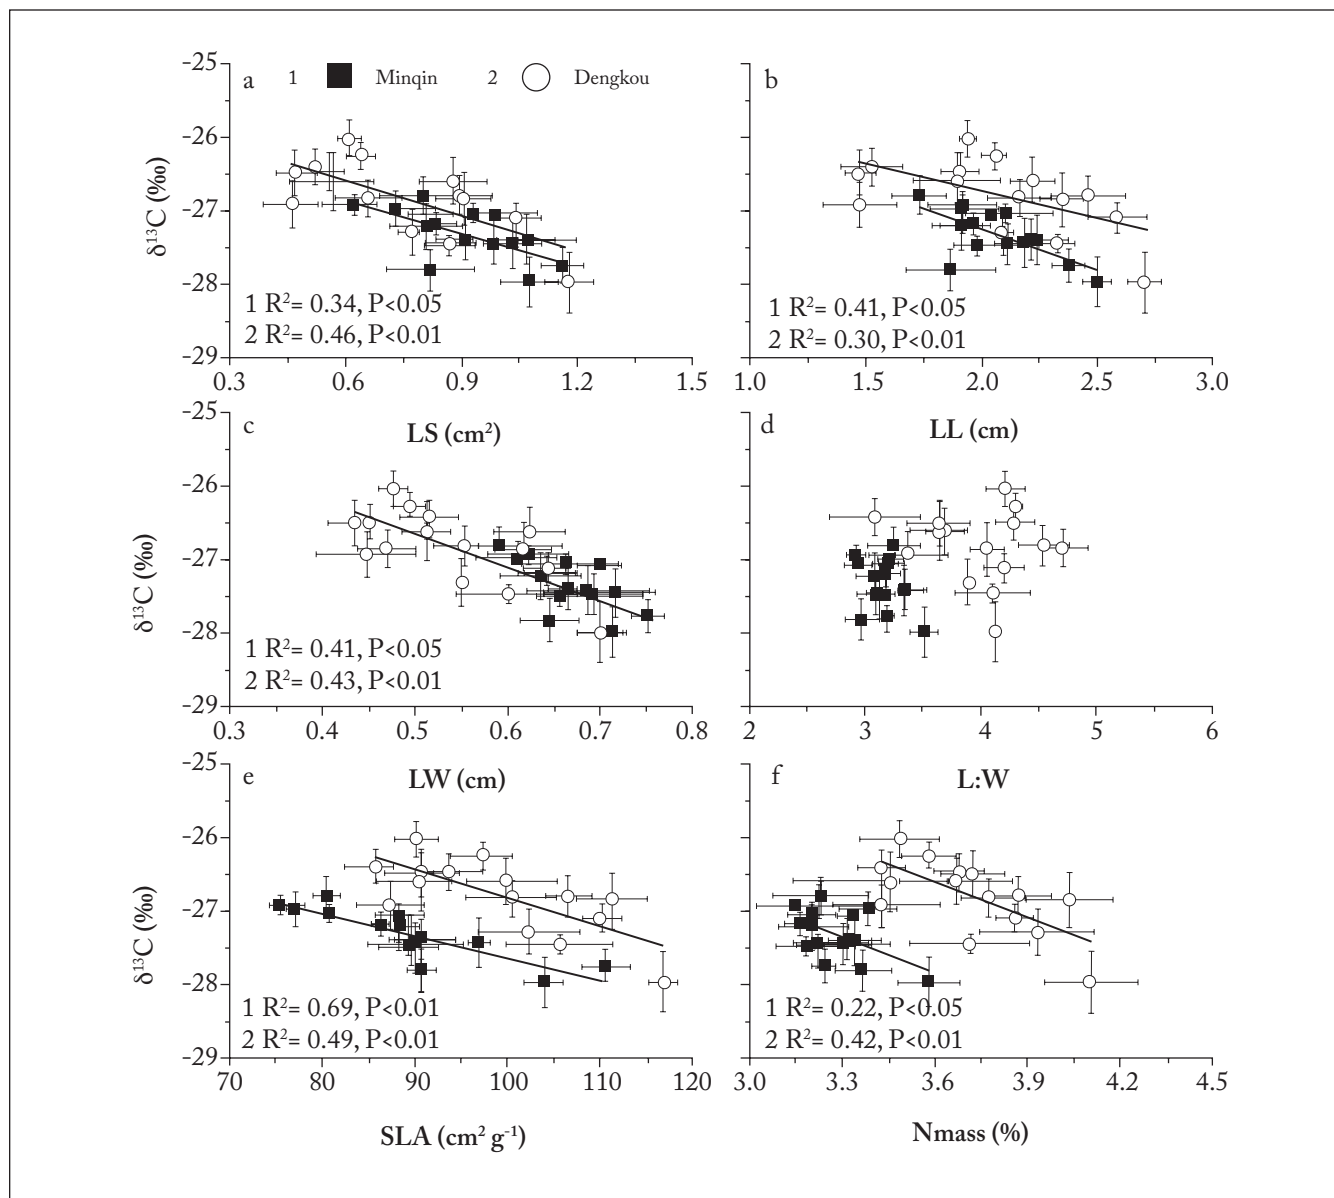 a 1 Minqin 2 Dengkou
-25
-26
-27
-28
-29
δ¹³C (‰)
1 R²= 0.34, P<0.05
2 R²= 0.46, P<0.01
0.3 0.6 0.9 1.2 1.5
LS (cm²)
b
1 R²= 0.41, P<0.05
2 R²= 0.30, P<0.01
1.0 1.5 2.0 2.5 3.0
LL (cm)
c
-25
-26
-27
-28
-29
δ¹³C (‰)
1 R²= 0.41, P<0.05
2 R²= 0.43, P<0.01
0.3 0.4 0.5 0.6 0.7 0.8
LW (cm)
d
2 3 4 5 6
L:W
e
-25
-26
-27
-28
-29
δ¹³C (‰)
1 R²= 0.69, P<0.01
2 R²= 0.49, P<0.01
70 80 90 100 110 120
SLA (cm² g⁻¹)
f
1 R²= 0.22, P<0.05
2 R²= 0.42, P<0.01
3.0 3.3 3.6 3.9 4.2 4.5
Nmass (%)